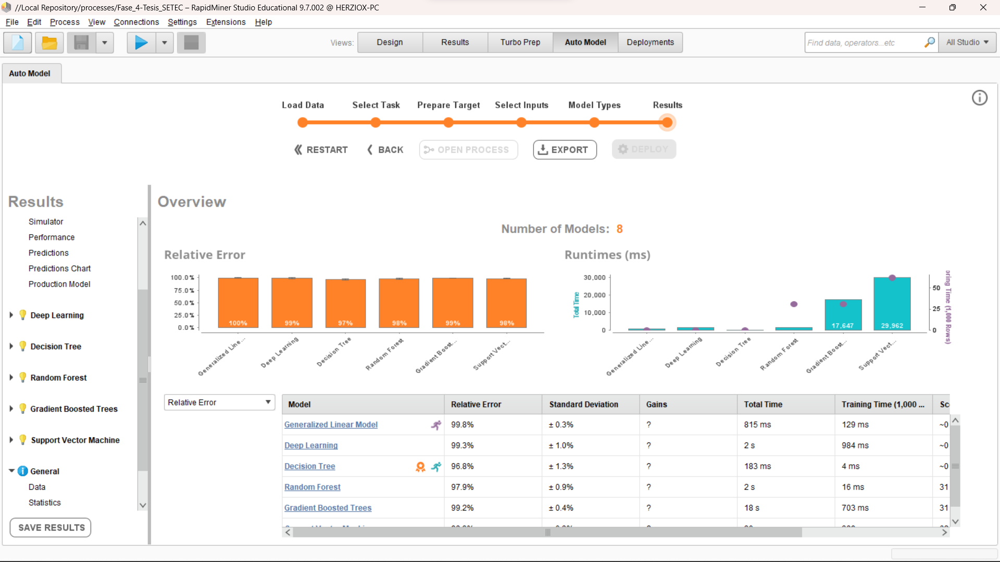 //Local Repository/processes/Fase_4-Tesis_SETEC – RapidMiner Studio Educational 9.7.002 @ HERZIOX-PC
File Edit Process View Connections Settings Extensions Help
Views: Design Results Turbo Prep Auto Model Deployments
Find data, operators...etc All Studio
Auto Model
Load Data Select Task Prepare Target Select Inputs Model Types Results
RESTART BACK OPEN PROCESS EXPORT DEPLOY
Results
Simulator
Performance
Predictions
Predictions Chart
Production Model
Deep Learning
Decision Tree
Random Forest
Gradient Boosted Trees
Support Vector Machine
General
Data
Statistics
SAVE RESULTS
Overview
Number of Models: 8
Relative Error
100.0%
75.0%
50.0%
25.0%
0.0%
100% 99% 97% 98% 99% 98%
Generalized Line... Deep Learning Decision Tree Random Forest Gradient Boost... Support Vect...
Runtimes (ms)
Total Time
30,000
20,000
10,000
0
17,647 29,962
50
25
0
oring Time (1,000 Rows)
Generalized Line... Deep Learning Decision Tree Random Forest Gradient Boost... Support Vect...
Relative Error
Model Relative Error Standard Deviation Gains Total Time Training Time (1,000 ... Sc
Generalized Linear Model 99.8% ± 0.3% ? 815 ms 129 ms ~0
Deep Learning 99.3% ± 1.0% ? 2 s 984 ms ~0
Decision Tree 96.8% ± 1.3% ? 183 ms 4 ms ~0
Random Forest 97.9% ± 0.9% ? 2 s 16 ms 31
Gradient Boosted Trees 99.2% ± 0.4% ? 18 s 703 ms 31